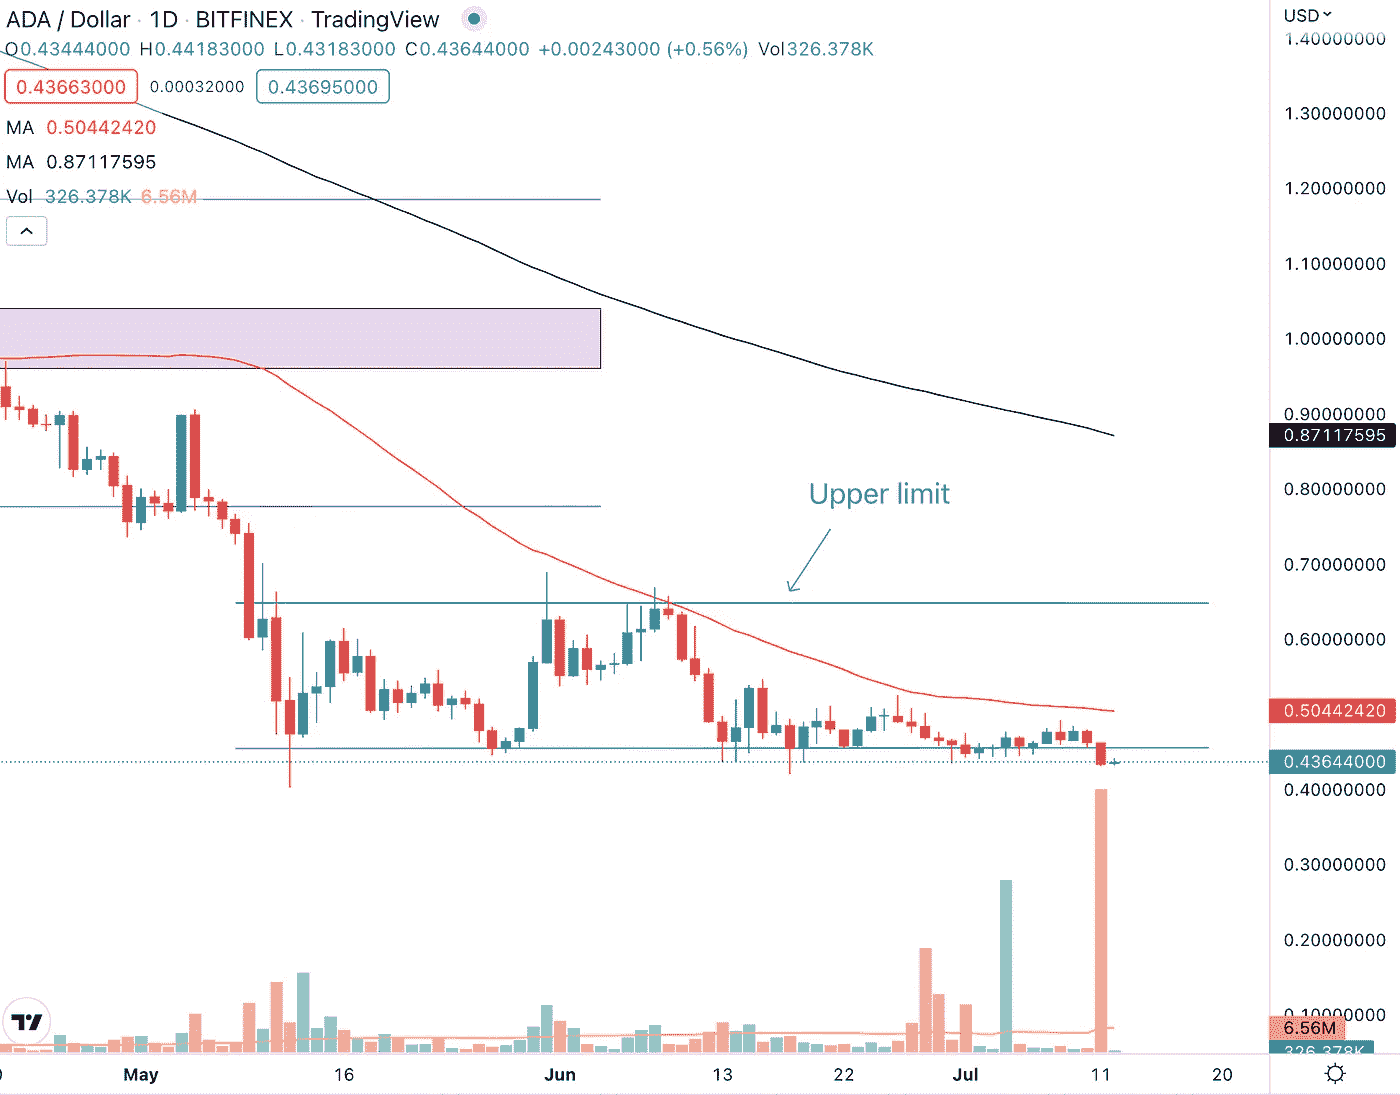 ADA / Dollar · 1D · BITFINEX · TradingView
O0.43444000 H0.44183000 L0.43183000 C0.43644000 +0.00243000 (+0.56%) Vol326.378K
0.43663000 0.00032000 0.43695000
MA 0.50442420
MA 0.87117595
Vol 326.378K 6.56M
USD
1.40000000
1.30000000
1.20000000
1.10000000
1.00000000
0.90000000
0.87117595
0.80000000
Upper limit
0.70000000
0.60000000
0.50442420
0.43644000
0.40000000
0.30000000
0.20000000
0.10000000
6.56M
326.378K
May 16 Jun 13 22 Jul 11 20